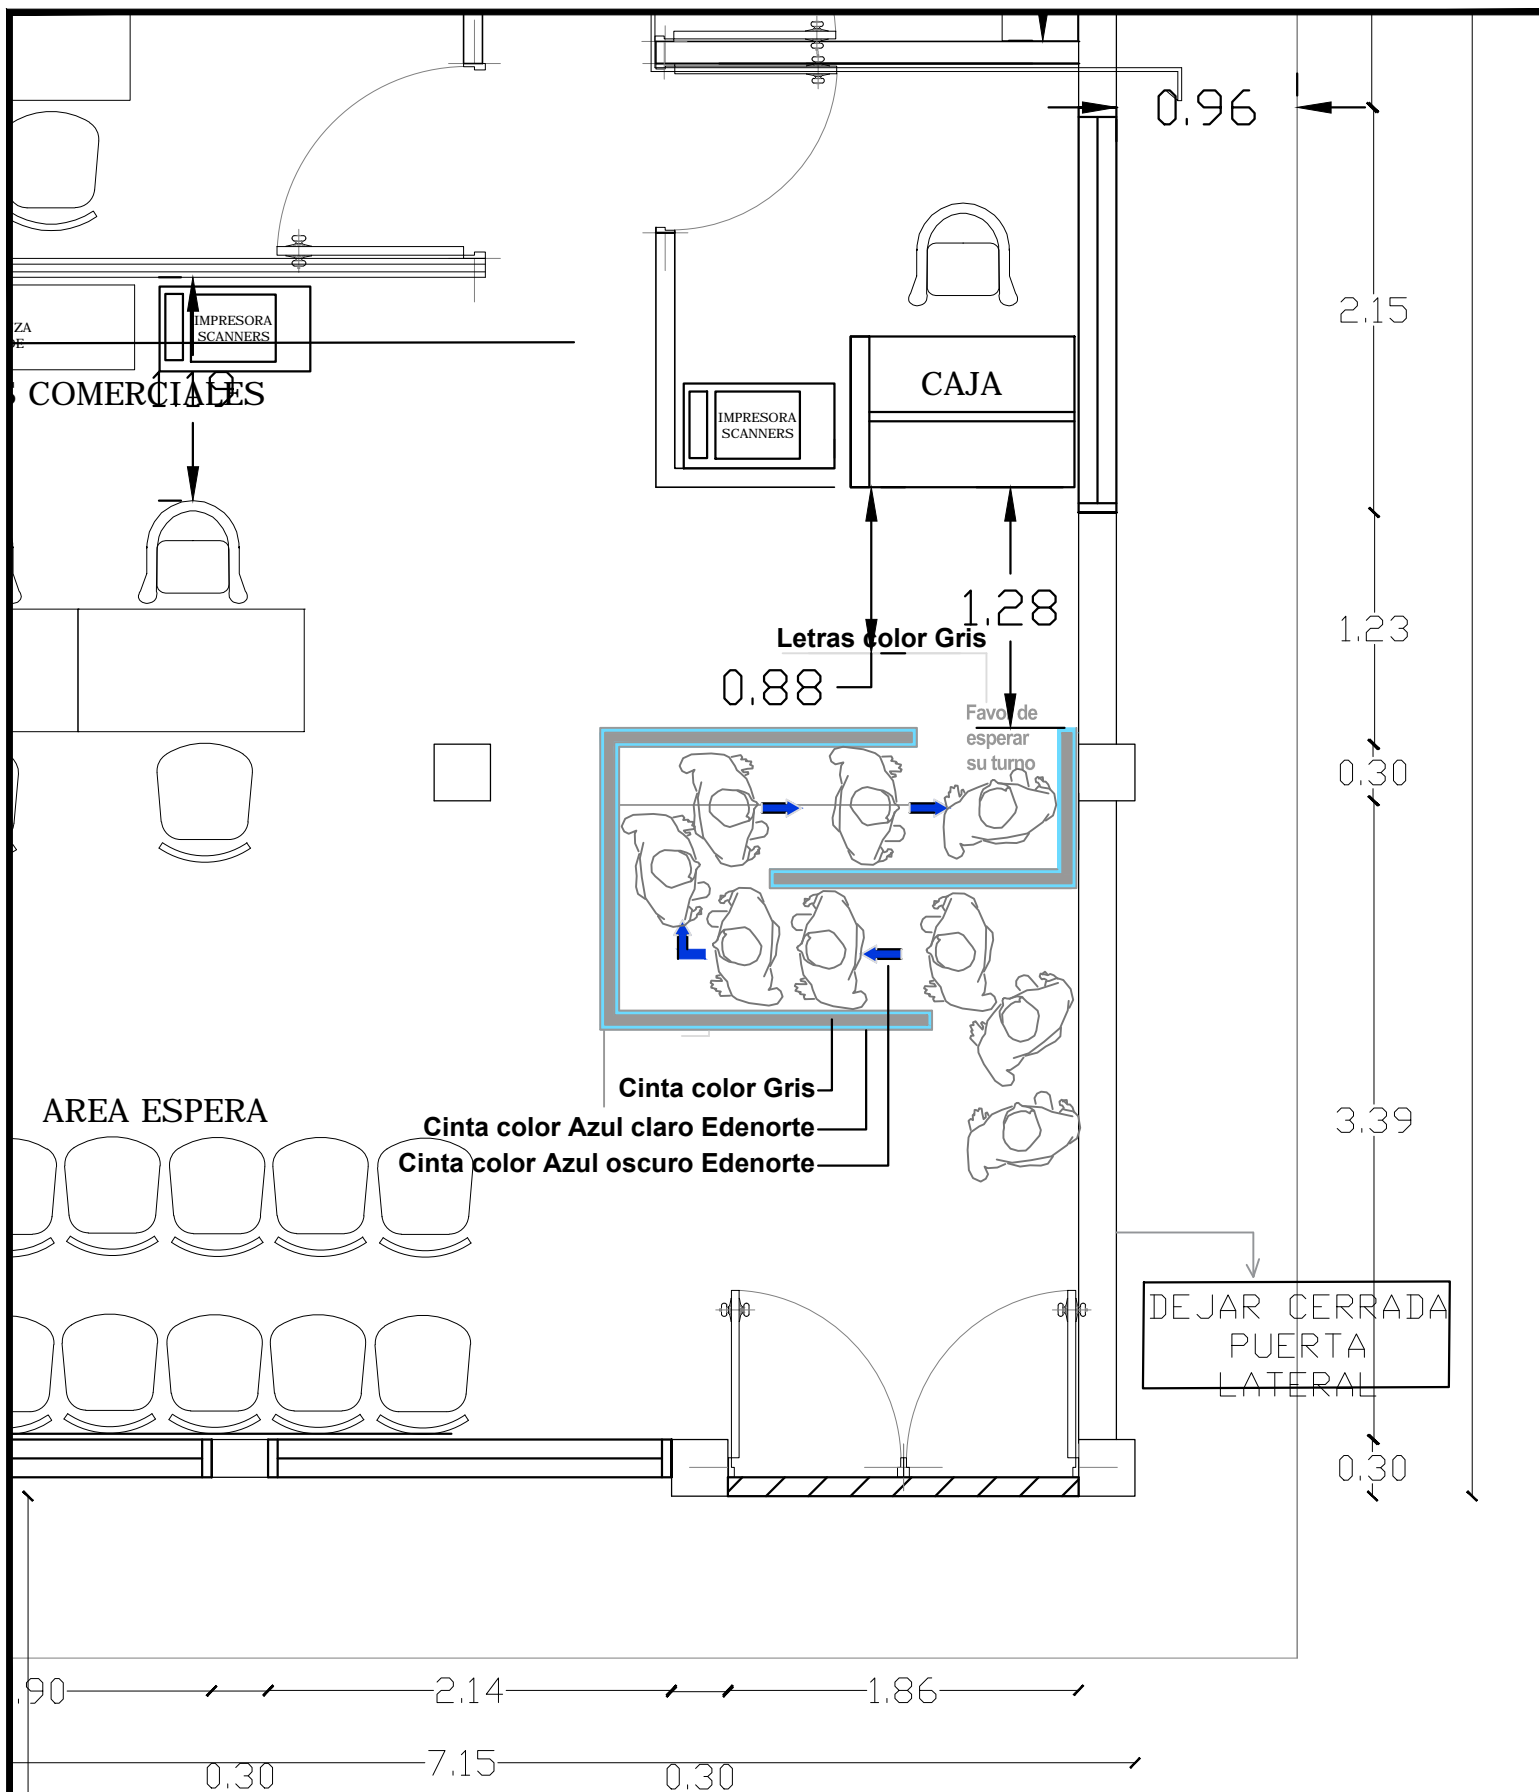 0.96
2.15
IMPRESORA
SCANNERS
ZA
DE
S COMERCIALES
1.19
CAJA
IMPRESORA
SCANNERS
1.28
1.23
Letras color Gris
0.88
Favor de
esperar
su turno
0.30
Cinta color Gris
AREA ESPERA
Cinta color Azul claro Edenorte
3.39
Cinta color Azul oscuro Edenorte
DEJAR CERRADA
PUERTA
LATERAL
0.30
.90
2.14
1.86
7.15
0.30
0.30